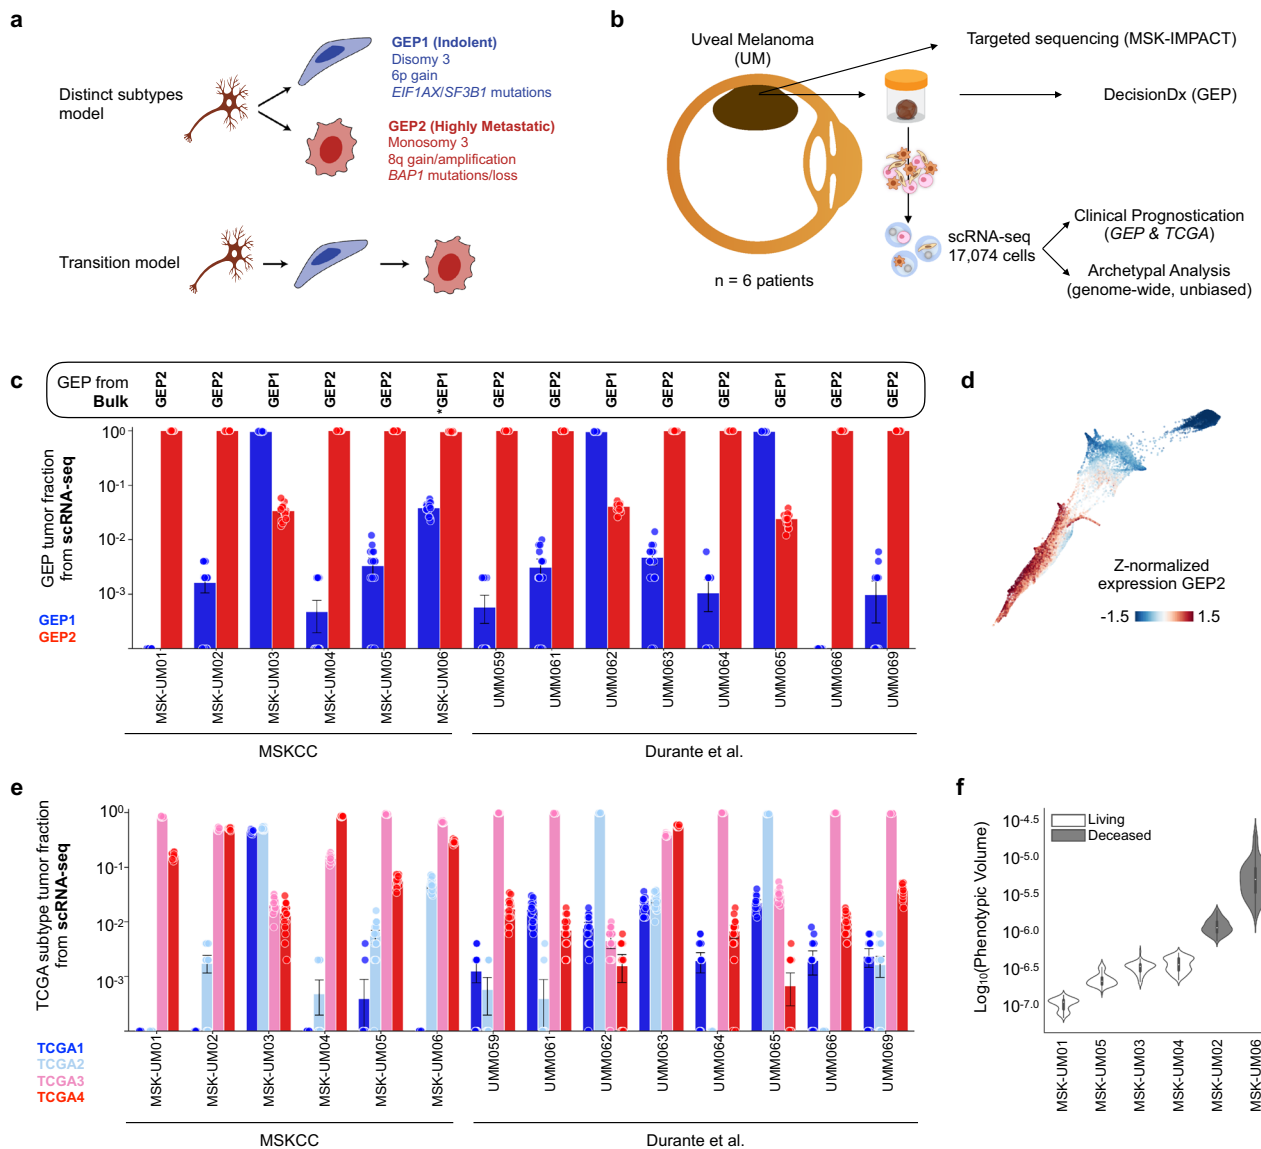 a
Distinct subtypes
model
GEP1 (Indolent)
Disomy 3
6p gain
EIF1AX/SF3B1 mutations
GEP2 (Highly Metastatic)
Monosomy 3
8q gain/amplification
BAP1 mutations/loss
Transition model
b
Uveal Melanoma
(UM)
n = 6 patients
Targeted sequencing (MSK-IMPACT)
DecisionDx (GEP)
scRNA-seq
17,074 cells
Clinical Prognostication
(GEP & TCGA)
Archetypal Analysis
(genome-wide, unbiased)
c
GEP from
Bulk
GEP2
GEP2
GEP1
GEP2
GEP2
*GEP1
GEP2
GEP2
GEP1
GEP2
GEP2
GEP1
GEP2
GEP2
GEP tumor fraction
from scRNA-seq
10⁰
10⁻¹
10⁻²
10⁻³
GEP1
GEP2
MSK-UM01
MSK-UM02
MSK-UM03
MSK-UM04
MSK-UM05
MSK-UM06
UMM059
UMM061
UMM062
UMM063
UMM064
UMM065
UMM066
UMM069
MSKCC
Durante et al.
d
Z-normalized
expression GEP2
-1.5
1.5
e
TCGA subtype tumor fraction
from scRNA-seq
10⁰
10⁻¹
10⁻²
10⁻³
TCGA1
TCGA2
TCGA3
TCGA4
MSK-UM01
MSK-UM02
MSK-UM03
MSK-UM04
MSK-UM05
MSK-UM06
UMM059
UMM061
UMM062
UMM063
UMM064
UMM065
UMM066
UMM069
MSKCC
Durante et al.
f
Log₁₀(Phenotypic Volume)
Living
Deceased
10⁻⁴·⁵
10⁻⁵·⁰
10⁻⁵·⁵
10⁻⁶·⁰
10⁻⁶·⁵
10⁻⁷·⁰
MSK-UM01
MSK-UM05
MSK-UM03
MSK-UM04
MSK-UM02
MSK-UM06